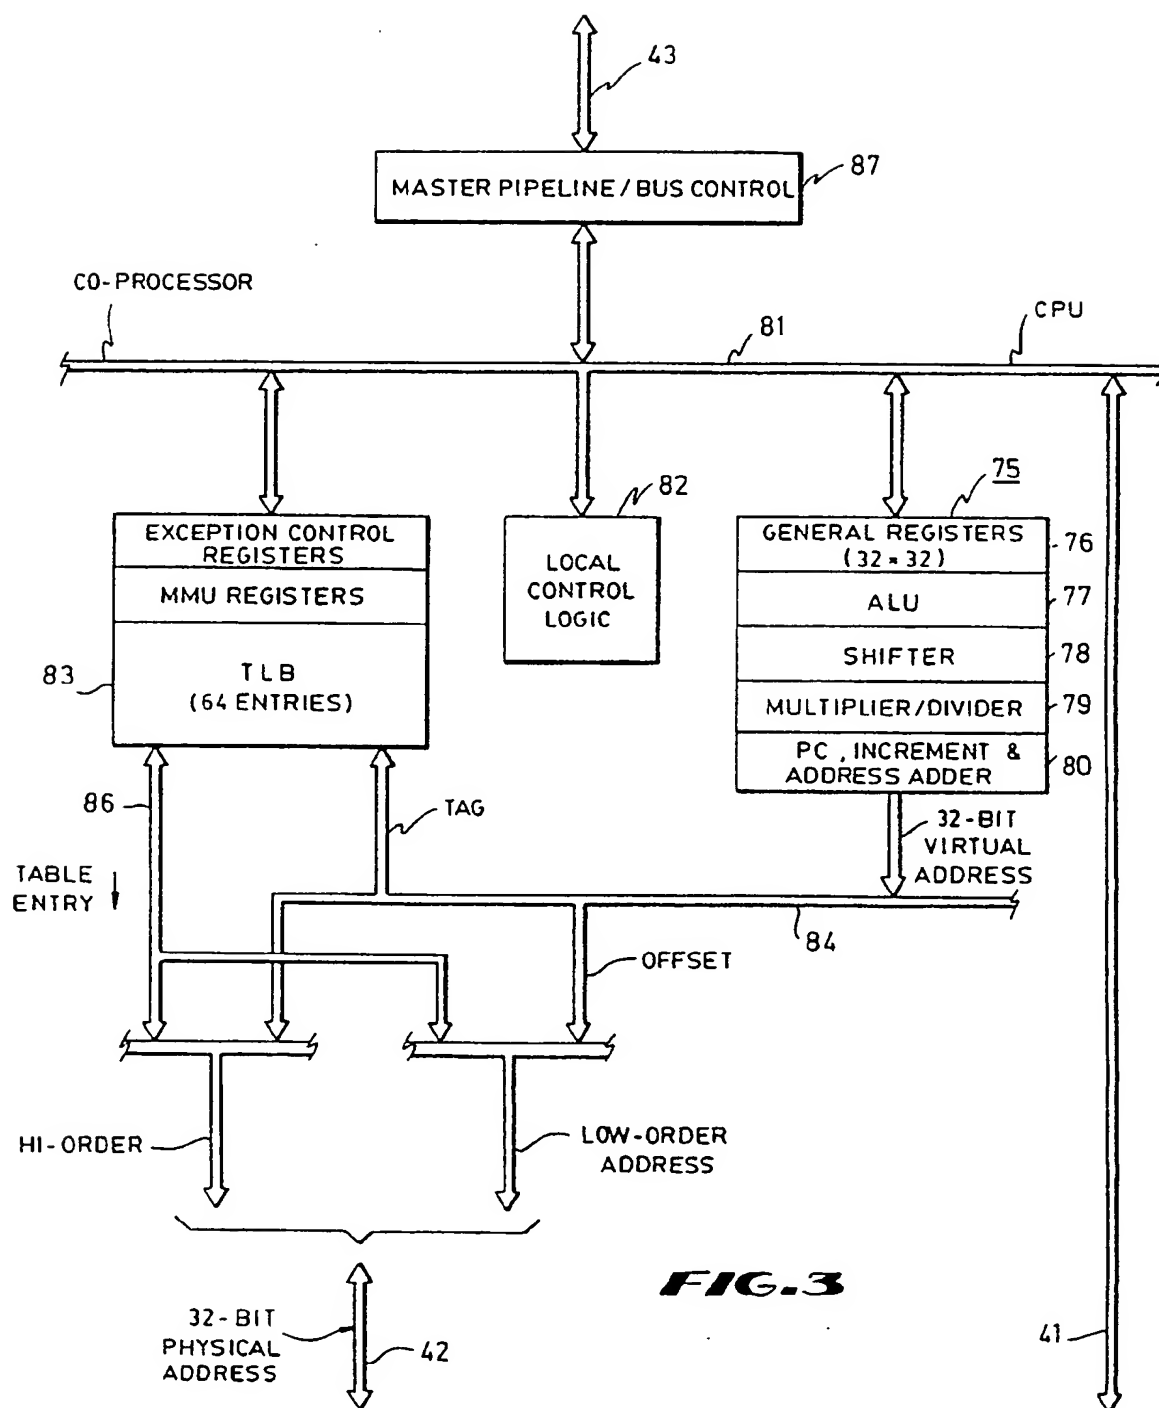 43
MASTER PIPELINE / BUS CONTROL
87
CO-PROCESSOR
81
CPU
EXCEPTION CONTROL
REGISTERS
MMU REGISTERS
TLB
(64 ENTRIES)
83
82
LOCAL
CONTROL
LOGIC
75
GENERAL REGISTERS
(32 × 32)
76
ALU
77
SHIFTER
78
MULTIPLIER/DIVIDER
79
PC, INCREMENT &
ADDRESS ADDER
80
86
TAG
32-BIT
VIRTUAL
ADDRESS
TABLE
ENTRY
84
OFFSET
HI-ORDER
LOW-ORDER
ADDRESS
FIG.3
32-BIT
PHYSICAL
ADDRESS
42
41